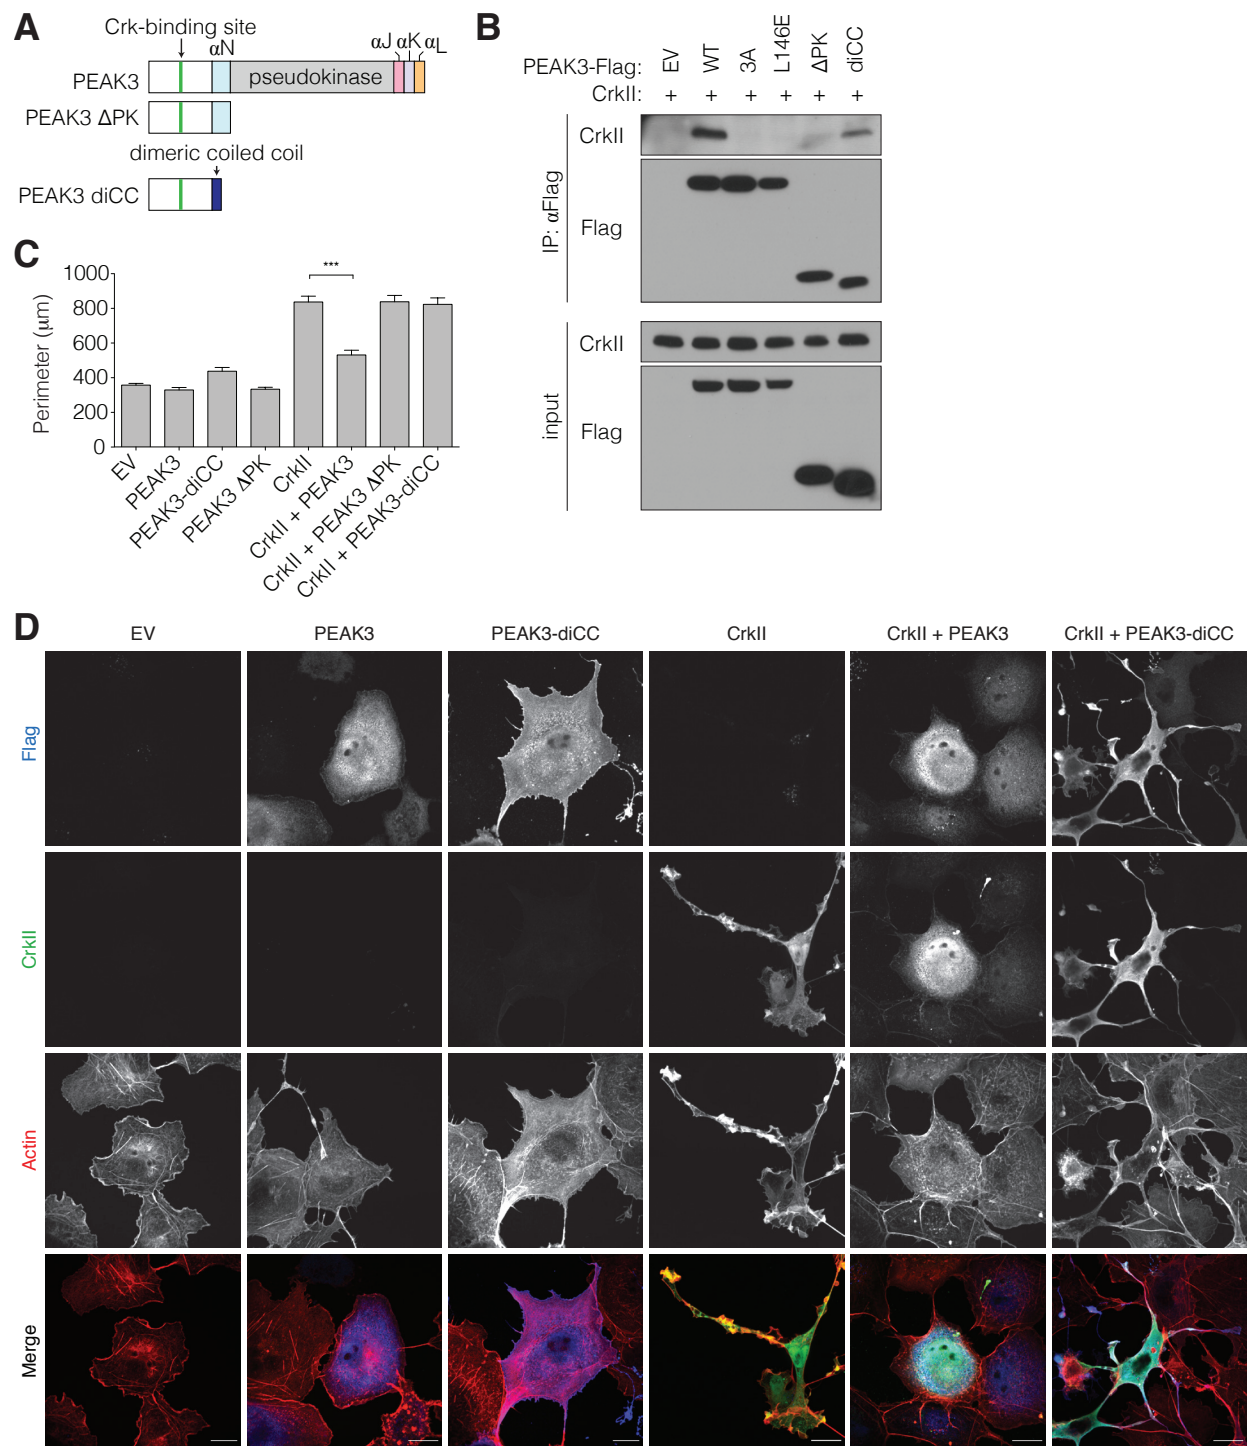 A
Crk-binding site
αN
αJ αK αL
PEAK3
pseudokinase
PEAK3 ΔPK
dimeric coiled coil
PEAK3 diCC
B
PEAK3-Flag: EV WT 3A L146E ΔPK diCC
CrkII: + + + + + +
IP: αFlag
CrkII
Flag
input
CrkII
Flag
C
***
Perimeter (μm)
1000
800
600
400
200
0
EV
PEAK3
PEAK3-diCC
PEAK3 ΔPK
CrkII
CrkII + PEAK3
CrkII + PEAK3 ΔPK
CrkII + PEAK3-diCC
D
EV PEAK3 PEAK3-diCC CrkII CrkII + PEAK3 CrkII + PEAK3-diCC
Flag
CrkII
Actin
Merge